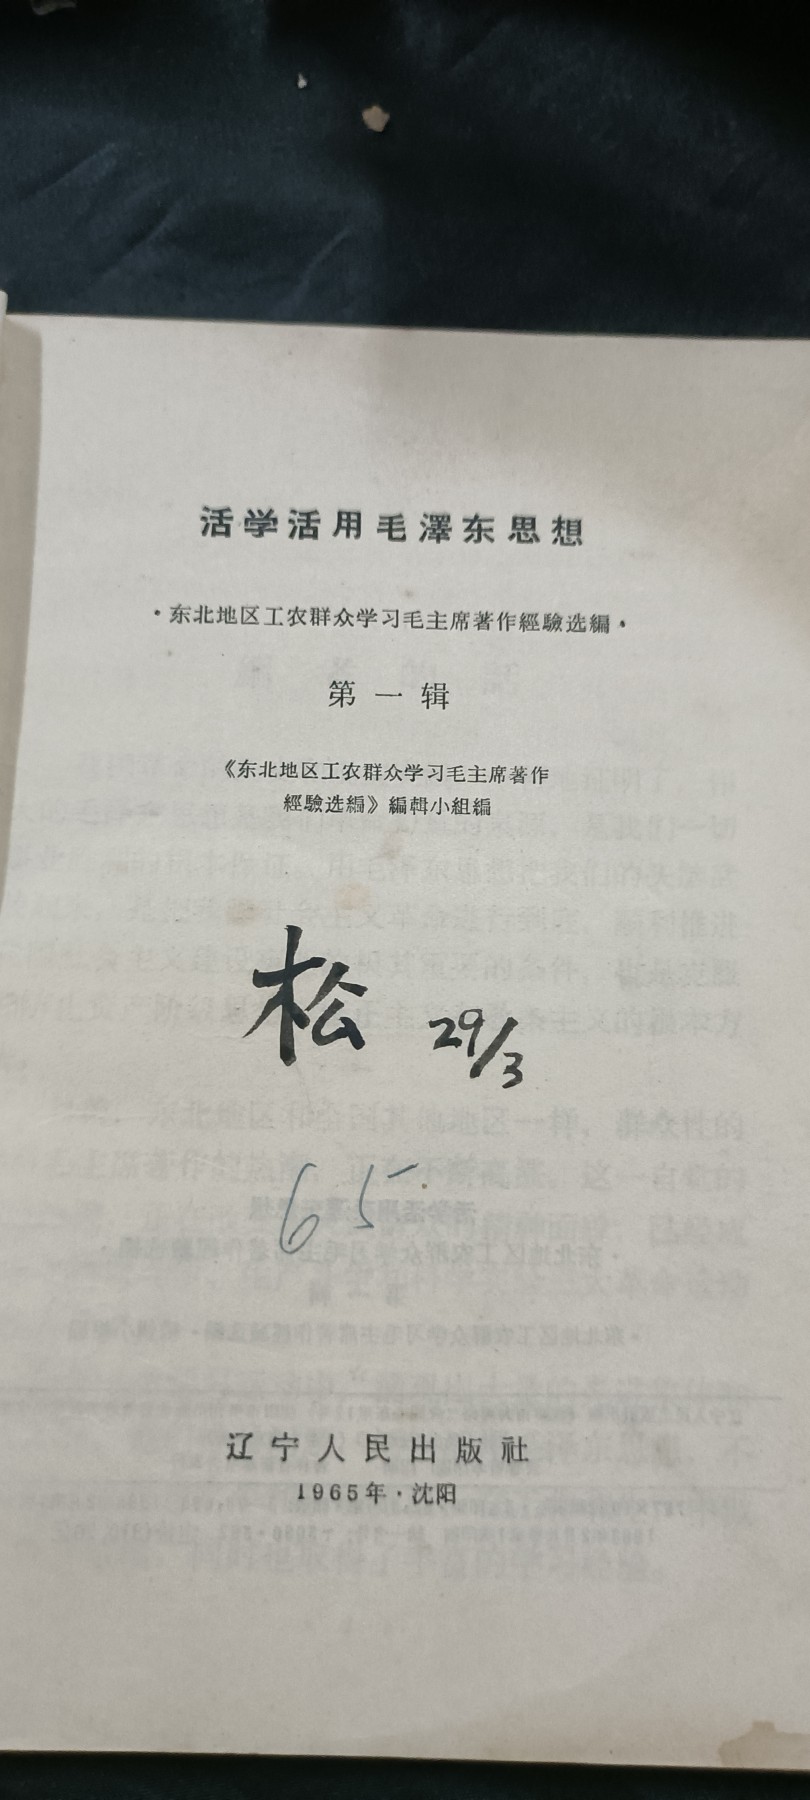 活学活用毛澤东思想
·东北地区工农群众学习毛主席著作經驗选編·
第一辑
《东北地区工农群众学习毛主席著作
經驗选編》編輯小組編
松 29/3
65
辽宁人民出版社
1965年·沈阳